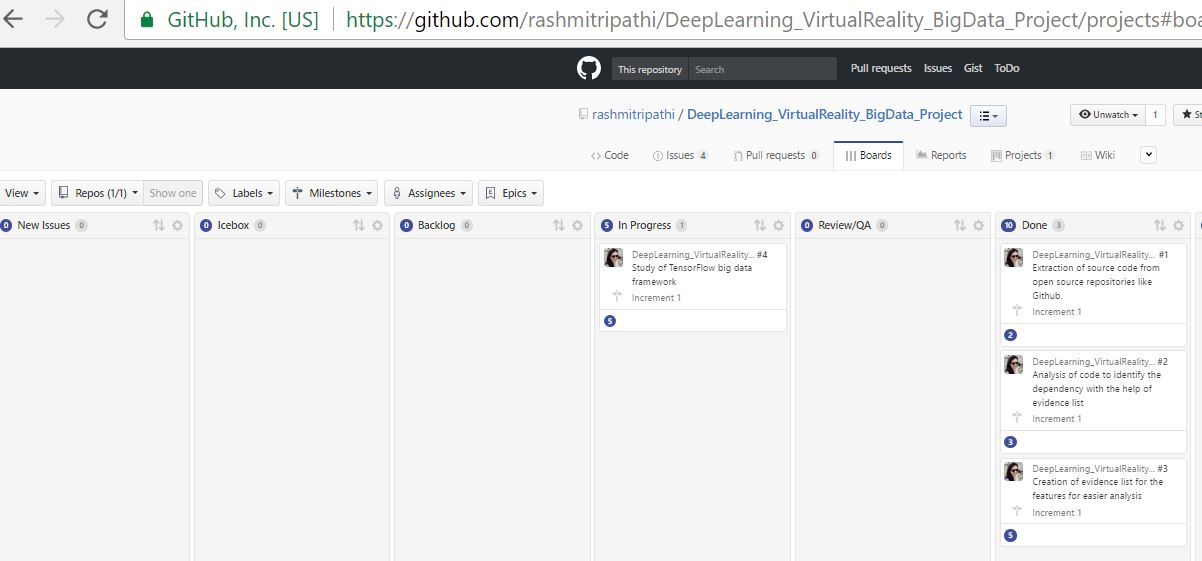 GitHub, Inc. [US] https://github.com/rashmitripathi/DeepLearning_VirtualReality_BigData_Project/projects#boa
This repository Search Pull requests Issues Gist ToDo
rashmitripathi / DeepLearning_VirtualReality_BigData_Project Unwatch 1 St
Code Issues 4 Pull requests 0 Boards Reports Projects 1 Wiki
View Repos (1/1) Show one Labels Milestones Assignees Epics
0 New Issues 0
0 Icebox 0
0 Backlog 0
5 In Progress 1
DeepLearning_VirtualReality... #4
Study of TensorFlow big data
framework
Increment 1
5
0 Review/QA 0
10 Done 3
DeepLearning_VirtualReality... #1
Extraction of source code from
open source repositories like
Github.
Increment 1
2
DeepLearning_VirtualReality... #2
Analysis of code to identify the
dependency with the help of
evidence list
Increment 1
3
DeepLearning_VirtualReality... #3
Creation of evidence list for the
features for easier analysis
Increment 1
5